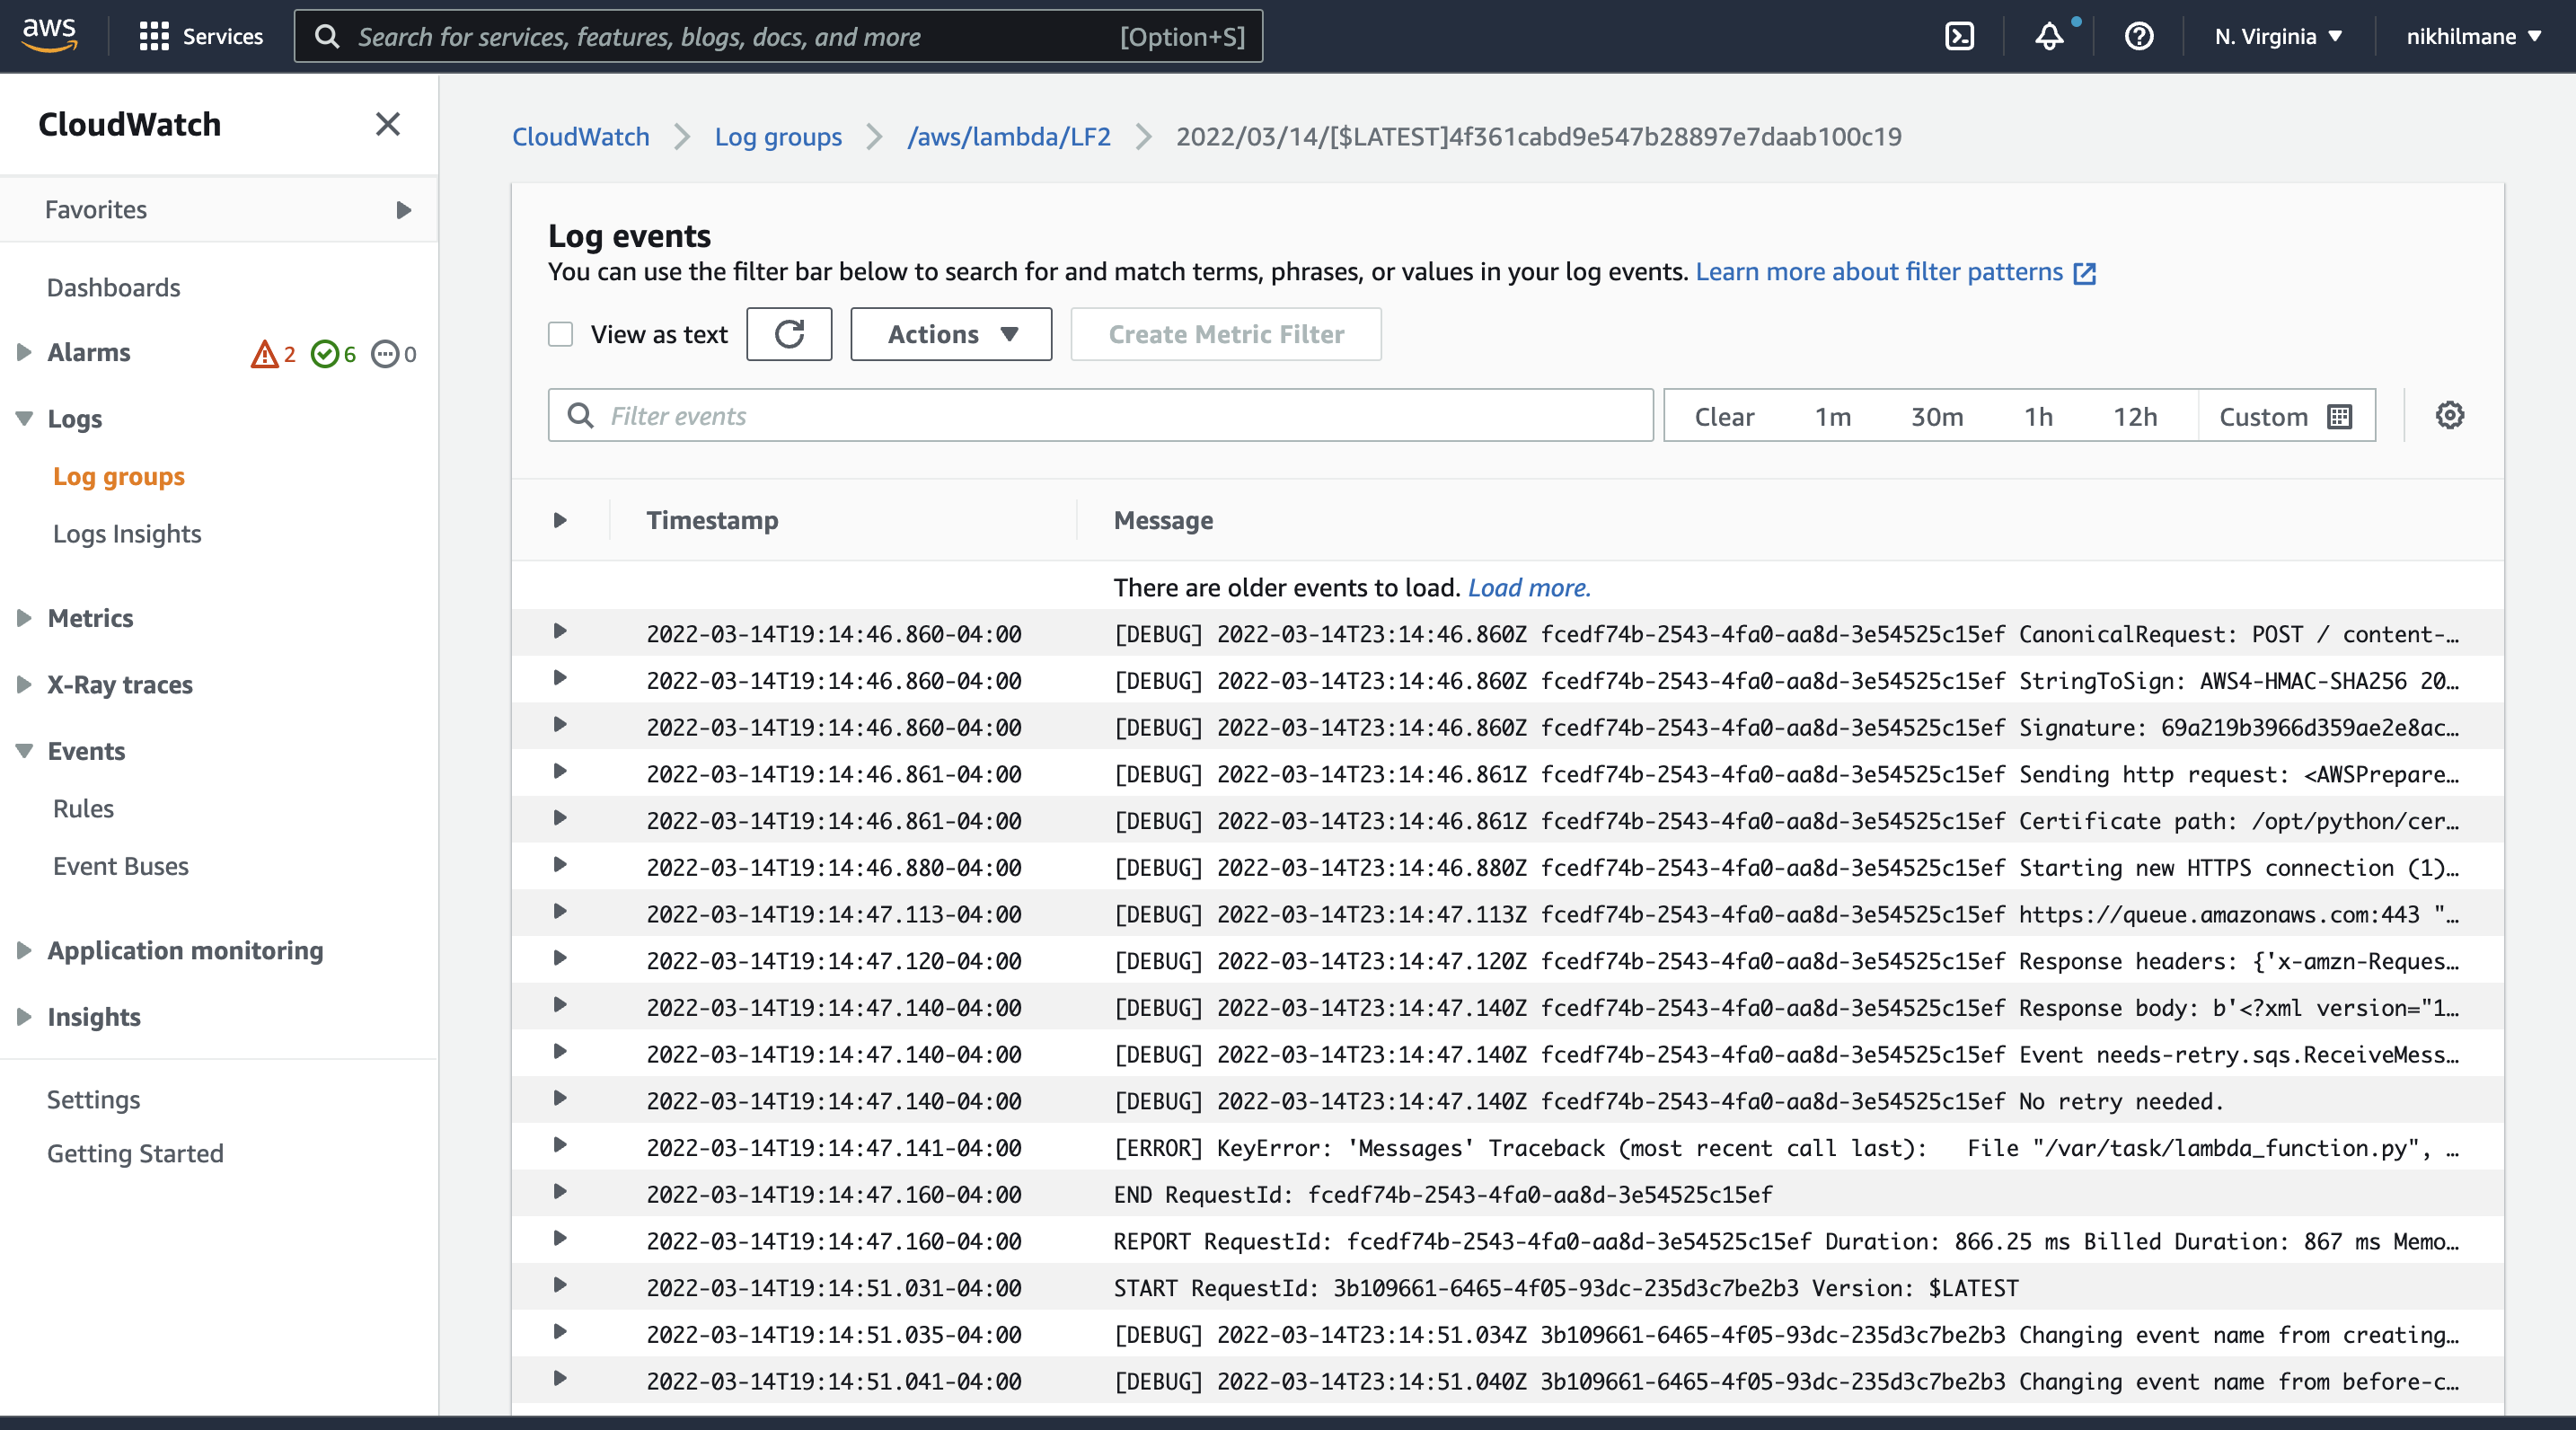 aws Services Search for services, features, blogs, docs, and more [Option+S] N. Virginia nikhilmane
CloudWatch
Favorites
Dashboards
Alarms 2 6 0
Logs
Log groups
Logs Insights
Metrics
X-Ray traces
Events
Rules
Event Buses
Application monitoring
Insights
Settings
Getting Started
CloudWatch Log groups /aws/lambda/LF2 2022/03/14/[$LATEST]4f361cabd9e547b28897e7daab100c19
Log events
You can use the filter bar below to search for and match terms, phrases, or values in your log events. Learn more about filter patterns
View as text Actions Create Metric Filter
Filter events Clear 1m 30m 1h 12h Custom
Timestamp Message
There are older events to load. Load more.
2022-03-14T19:14:46.860-04:00 [DEBUG] 2022-03-14T23:14:46.860Z fcedf74b-2543-4fa0-aa8d-3e54525c15ef CanonicalRequest: POST / content-…
2022-03-14T19:14:46.860-04:00 [DEBUG] 2022-03-14T23:14:46.860Z fcedf74b-2543-4fa0-aa8d-3e54525c15ef StringToSign: AWS4-HMAC-SHA256 20…
2022-03-14T19:14:46.860-04:00 [DEBUG] 2022-03-14T23:14:46.860Z fcedf74b-2543-4fa0-aa8d-3e54525c15ef Signature: 69a219b3966d359ae2e8ac…
2022-03-14T19:14:46.861-04:00 [DEBUG] 2022-03-14T23:14:46.861Z fcedf74b-2543-4fa0-aa8d-3e54525c15ef Sending http request: <AWSPrepare…
2022-03-14T19:14:46.861-04:00 [DEBUG] 2022-03-14T23:14:46.861Z fcedf74b-2543-4fa0-aa8d-3e54525c15ef Certificate path: /opt/python/cer…
2022-03-14T19:14:46.880-04:00 [DEBUG] 2022-03-14T23:14:46.880Z fcedf74b-2543-4fa0-aa8d-3e54525c15ef Starting new HTTPS connection (1)…
2022-03-14T19:14:47.113-04:00 [DEBUG] 2022-03-14T23:14:47.113Z fcedf74b-2543-4fa0-aa8d-3e54525c15ef https://queue.amazonaws.com:443 "…
2022-03-14T19:14:47.120-04:00 [DEBUG] 2022-03-14T23:14:47.120Z fcedf74b-2543-4fa0-aa8d-3e54525c15ef Response headers: {'x-amzn-Reques…
2022-03-14T19:14:47.140-04:00 [DEBUG] 2022-03-14T23:14:47.140Z fcedf74b-2543-4fa0-aa8d-3e54525c15ef Response body: b'<?xml version="1…
2022-03-14T19:14:47.140-04:00 [DEBUG] 2022-03-14T23:14:47.140Z fcedf74b-2543-4fa0-aa8d-3e54525c15ef Event needs-retry.sqs.ReceiveMess…
2022-03-14T19:14:47.140-04:00 [DEBUG] 2022-03-14T23:14:47.140Z fcedf74b-2543-4fa0-aa8d-3e54525c15ef No retry needed.
2022-03-14T19:14:47.141-04:00 [ERROR] KeyError: 'Messages' Traceback (most recent call last): File "/var/task/lambda_function.py", …
2022-03-14T19:14:47.160-04:00 END RequestId: fcedf74b-2543-4fa0-aa8d-3e54525c15ef
2022-03-14T19:14:47.160-04:00 REPORT RequestId: fcedf74b-2543-4fa0-aa8d-3e54525c15ef Duration: 866.25 ms Billed Duration: 867 ms Memo…
2022-03-14T19:14:51.031-04:00 START RequestId: 3b109661-6465-4f05-93dc-235d3c7be2b3 Version: $LATEST
2022-03-14T19:14:51.035-04:00 [DEBUG] 2022-03-14T23:14:51.034Z 3b109661-6465-4f05-93dc-235d3c7be2b3 Changing event name from creating…
2022-03-14T19:14:51.041-04:00 [DEBUG] 2022-03-14T23:14:51.040Z 3b109661-6465-4f05-93dc-235d3c7be2b3 Changing event name from before-c…